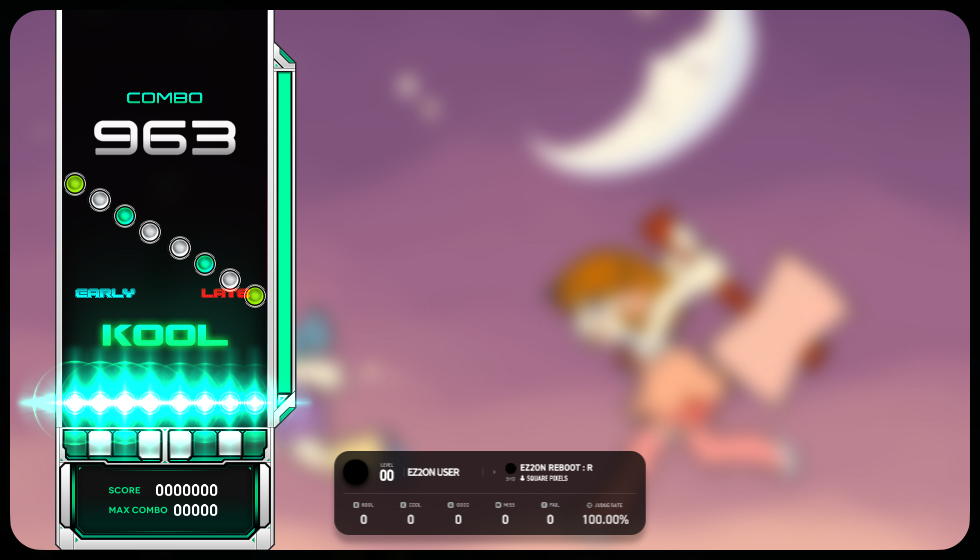 COMBO
963
EARLY
LATE
KOOL
SCORE 0000000
MAX COMBO 00000
LEVEL
00
EZ2ON USER
EZ2ON REBOOT : R
SQUARE PIXELS
KOOL COOL GOOD MISS FAIL JUDGE RATE
0 0 0 0 0 100.00%